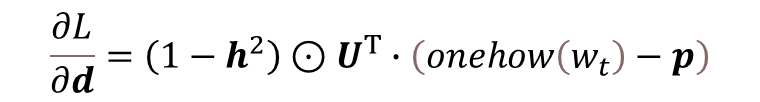 ∂L/∂𝒅 = (1 − 𝒉²) ⊙ 𝑼ᵀ · (onehow(wₜ) − 𝒑)